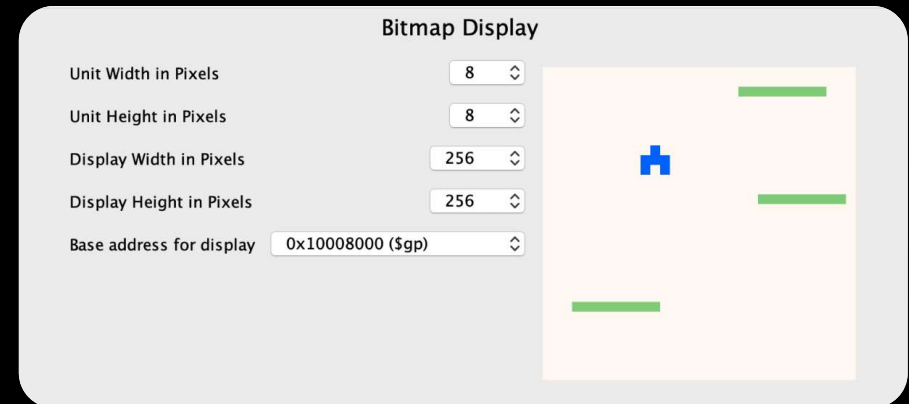 Bitmap Display
Unit Width in Pixels 8
Unit Height in Pixels 8
Display Width in Pixels 256
Display Height in Pixels 256
Base address for display 0x10008000 ($gp)